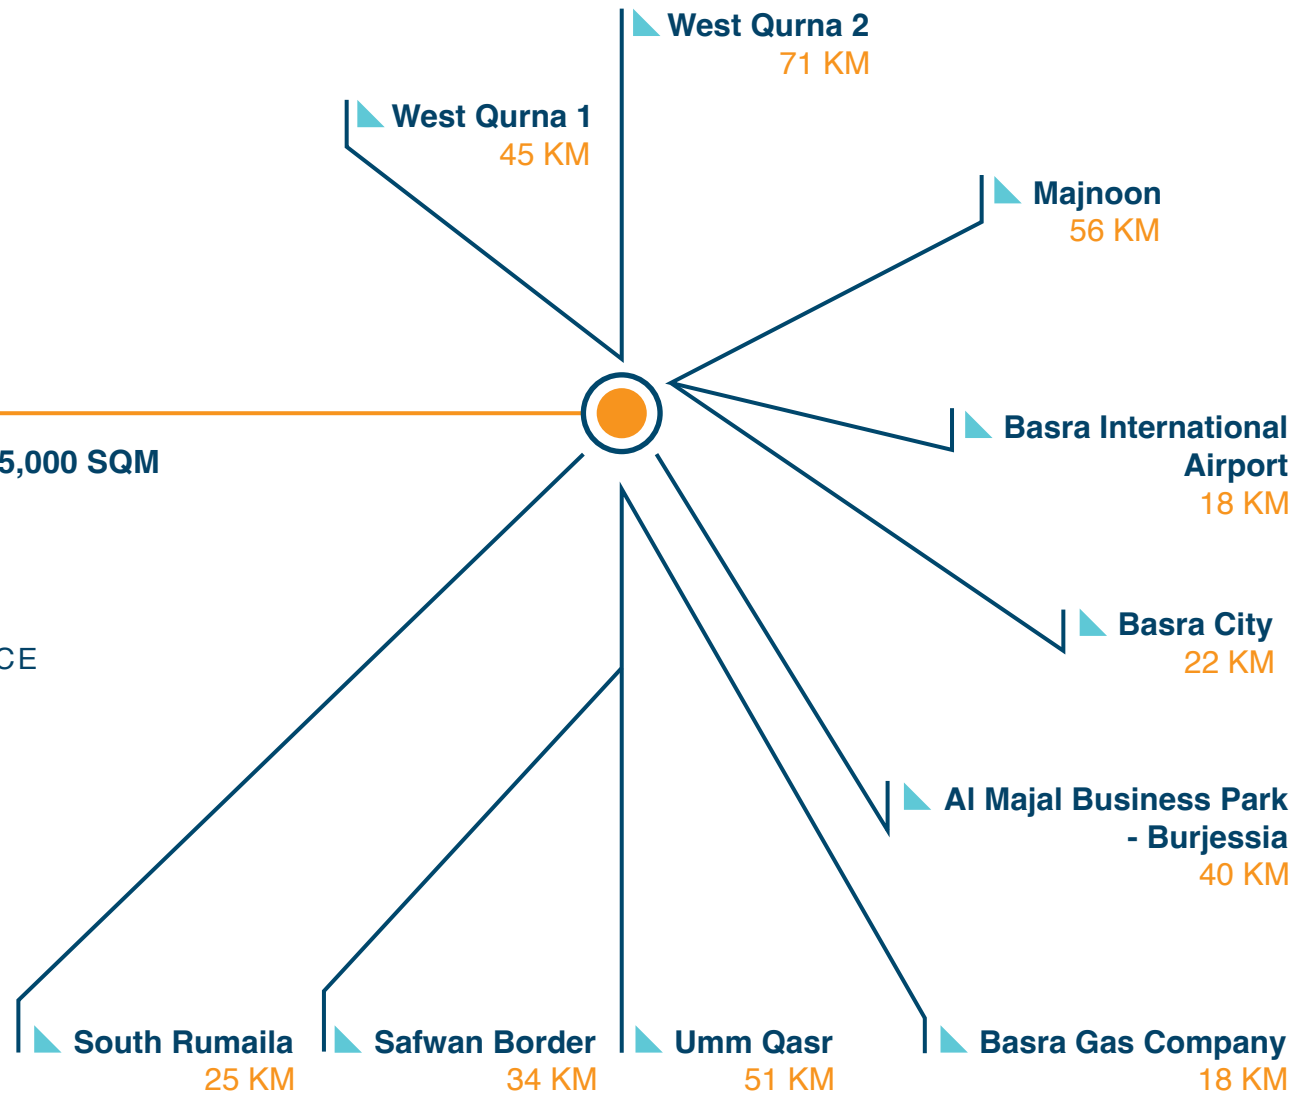 West Qurna 2
71 KM
West Qurna 1
45 KM
Majnoon
56 KM
Basra International
Airport
18 KM
5,000 SQM
Basra City
22 KM
CE
Al Majal Business Park
- Burjessia
40 KM
South Rumaila
25 KM
Safwan Border
34 KM
Umm Qasr
51 KM
Basra Gas Company
18 KM